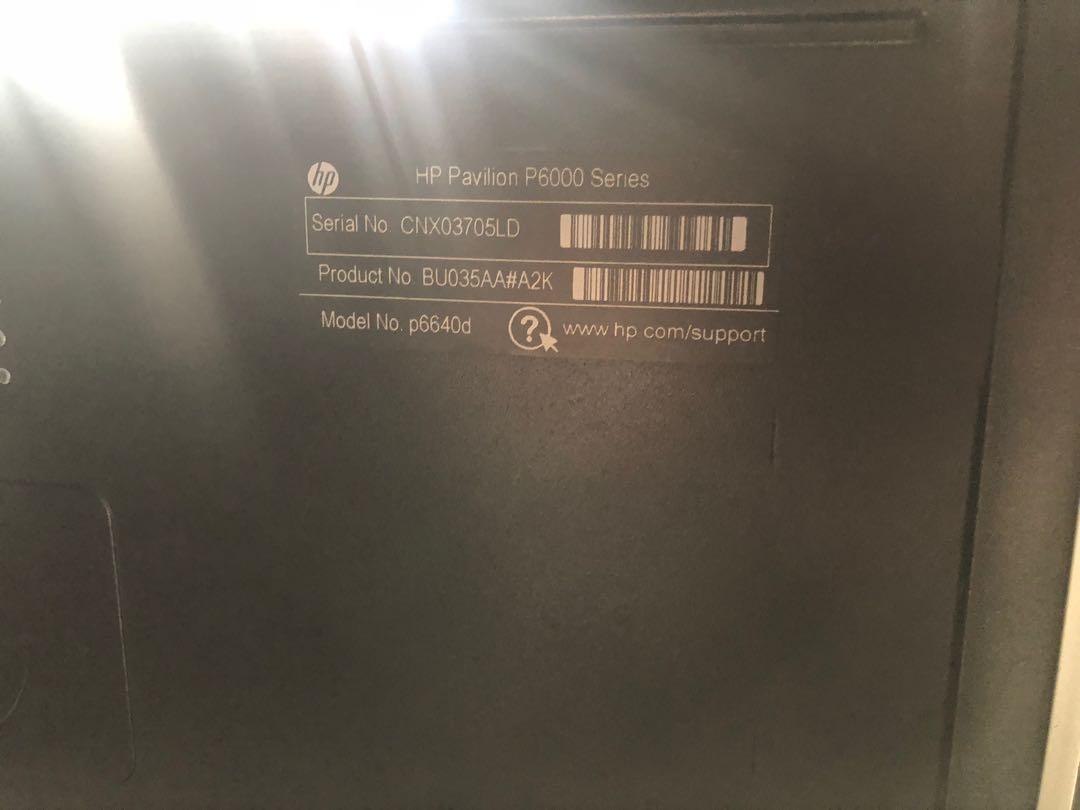 hp HP Pavilion P6000 Series
Serial No. CNX03705LD
Product No. BU035AA#A2K
Model No. p6640d ? www.hp.com/support